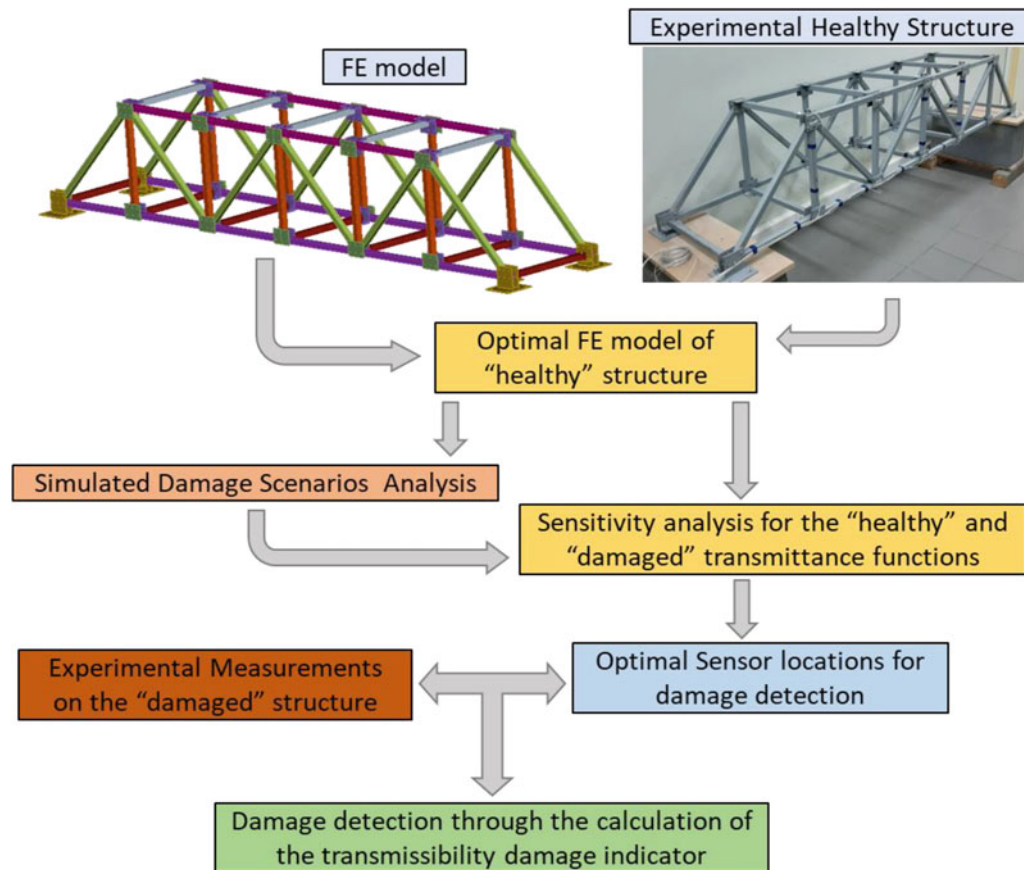 Experimental Healthy Structure
FE model
Optimal FE model of
“healthy” structure
Simulated Damage Scenarios  Analysis
Sensitivity analysis for the “healthy” and
“damaged” transmittance functions
Experimental Measurements
on the “damaged” structure
Optimal Sensor locations for
damage detection
Damage detection through the calculation of
the transmissibility damage indicator